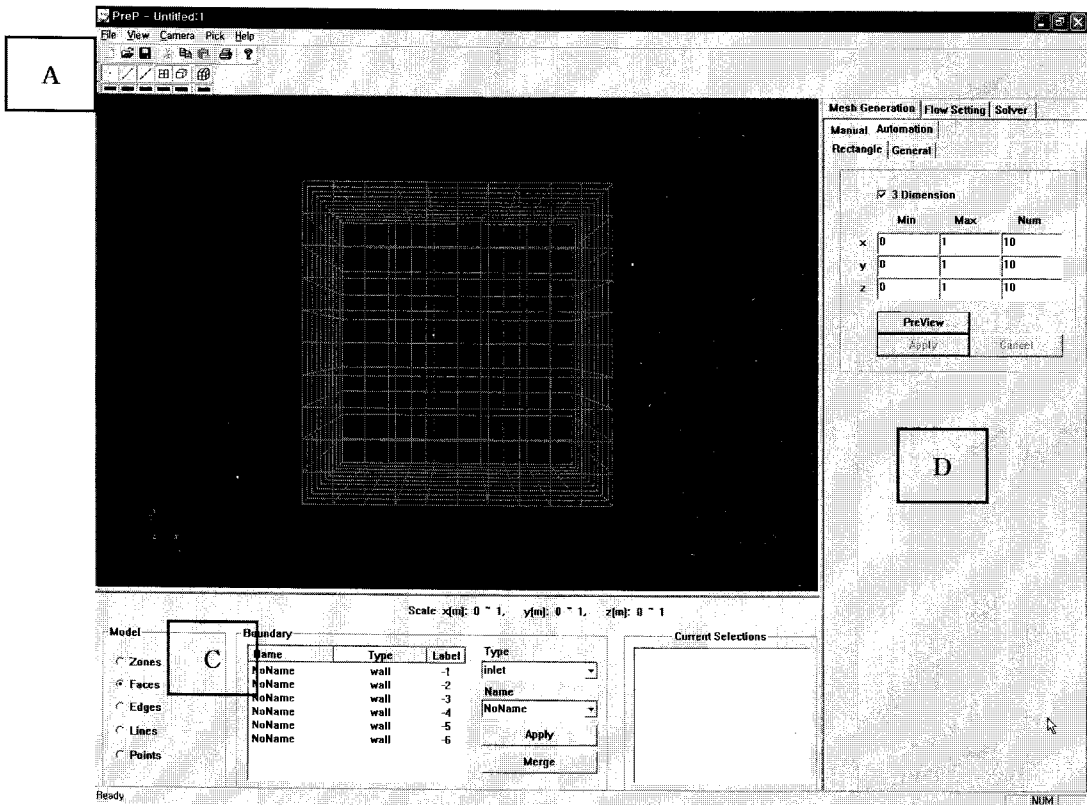 PreP - Untitled:1
File View Camera Pick Help
A
Mesh Generation Flow Setting Solver
Manual Automation
Rectangle General
3 Dimension
Min Max Num
x 0 1 10
y 0 1 10
z 0 1 10
PreView
Apply Cancel
D
Scale x[m]: 0 ~ 1, y[m]: 0 ~ 1, z[m]: 0 ~ 1
Model
Zones
Faces
Edges
Lines
Points
C
Boundary
Name Type Label
NoName wall -1
NoName wall -2
NoName wall -3
NoName wall -4
NoName wall -5
NoName wall -6
Type
inlet
Name
NoName
Apply
Merge
Current Selections
Ready
NUM